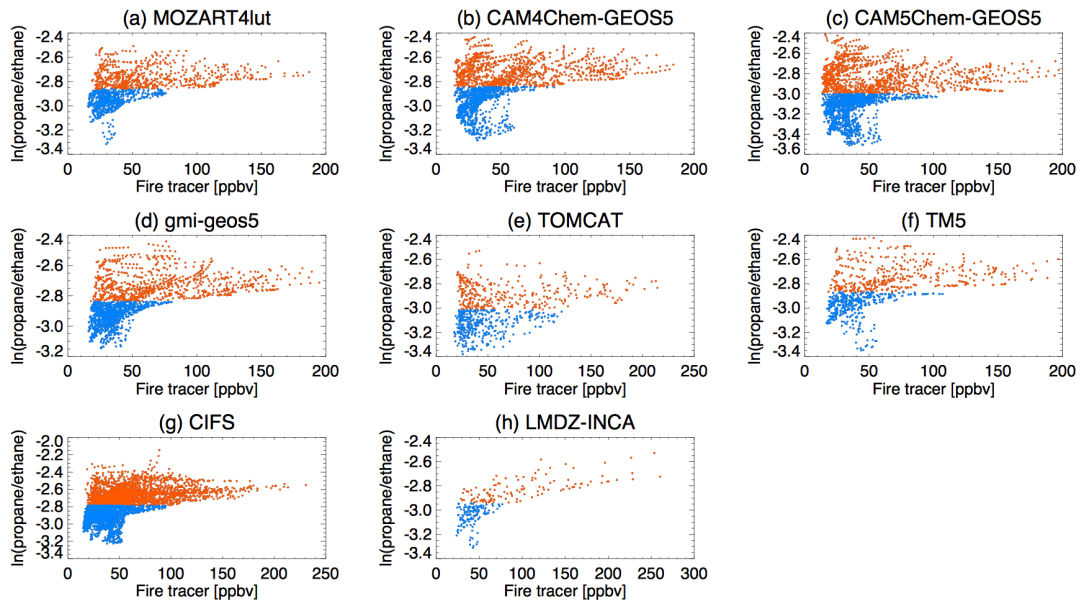 (a) MOZART4lut
(b) CAM4Chem-GEOS5
(c) CAM5Chem-GEOS5
ln(propane/ethane)
-2.4
-2.6
-2.8
-3.0
-3.2
-3.4
0 50 100 150 200
Fire tracer [ppbv]
ln(propane/ethane)
-2.4
-2.6
-2.8
-3.0
-3.2
-3.4
0 50 100 150 200
Fire tracer [ppbv]
ln(propane/ethane)
-2.4
-2.6
-2.8
-3.0
-3.2
-3.4
-3.6
0 50 100 150 200
Fire tracer [ppbv]
(d) gmi-geos5
(e) TOMCAT
(f) TM5
ln(propane/ethane)
-2.4
-2.6
-2.8
-3.0
-3.2
0 50 100 150 200
Fire tracer [ppbv]
ln(propane/ethane)
-2.4
-2.6
-2.8
-3.0
-3.2
-3.4
0 50 100 150 200 250
Fire tracer [ppbv]
ln(propane/ethane)
-2.4
-2.6
-2.8
-3.0
-3.2
-3.4
0 50 100 150 200
Fire tracer [ppbv]
(g) CIFS
(h) LMDZ-INCA
ln(propane/ethane)
-2.0
-2.2
-2.4
-2.6
-2.8
-3.0
-3.2
-3.4
0 50 100 150 200 250
Fire tracer [ppbv]
ln(propane/ethane)
-2.4
-2.6
-2.8
-3.0
-3.2
-3.4
0 50 100 150 200 250 300
Fire tracer [ppbv]